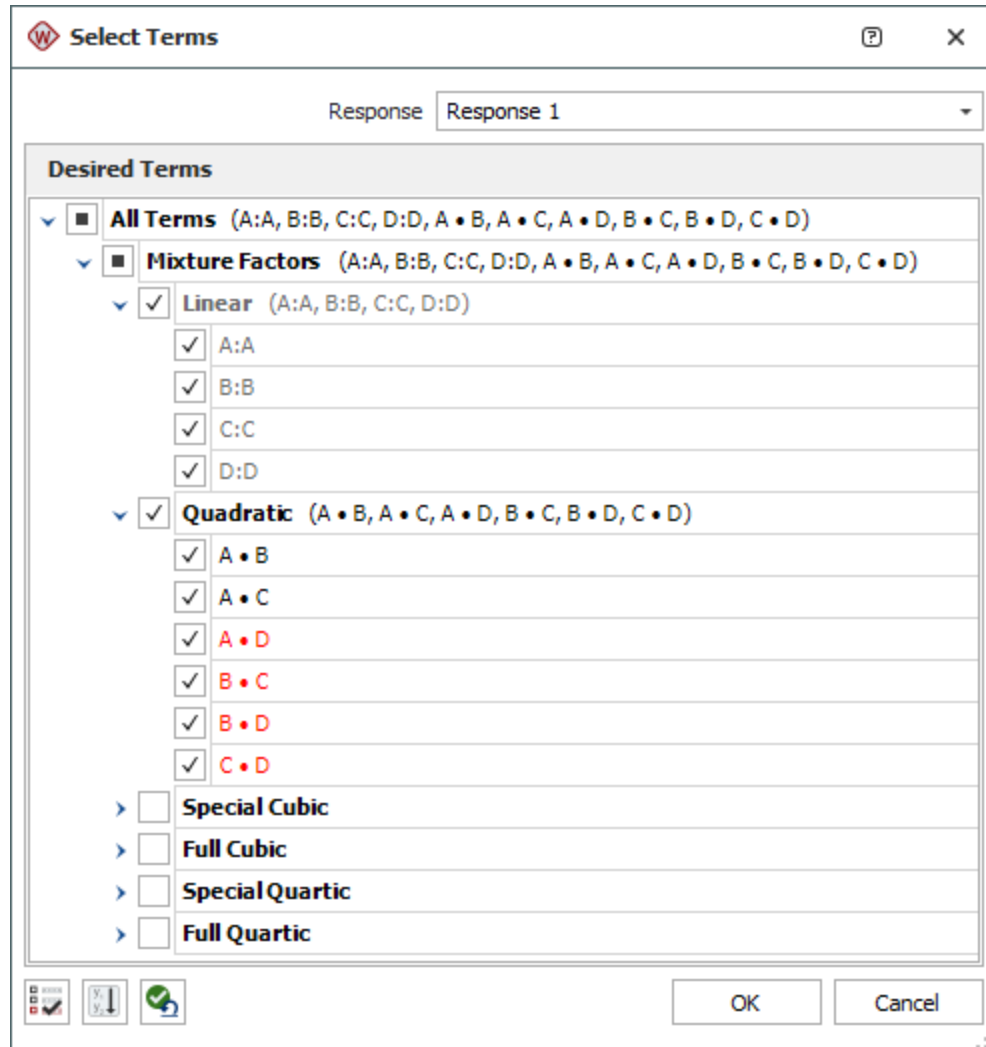 W Select Terms ?
Response Response 1
Desired Terms
All Terms (A:A, B:B, C:C, D:D, A • B, A • C, A • D, B • C, B • D, C • D)
Mixture Factors (A:A, B:B, C:C, D:D, A • B, A • C, A • D, B • C, B • D, C • D)
Linear (A:A, B:B, C:C, D:D)
A:A
B:B
C:C
D:D
Quadratic (A • B, A • C, A • D, B • C, B • D, C • D)
A • B
A • C
A • D
B • C
B • D
C • D
Special Cubic
Full Cubic
Special Quartic
Full Quartic
OK Cancel